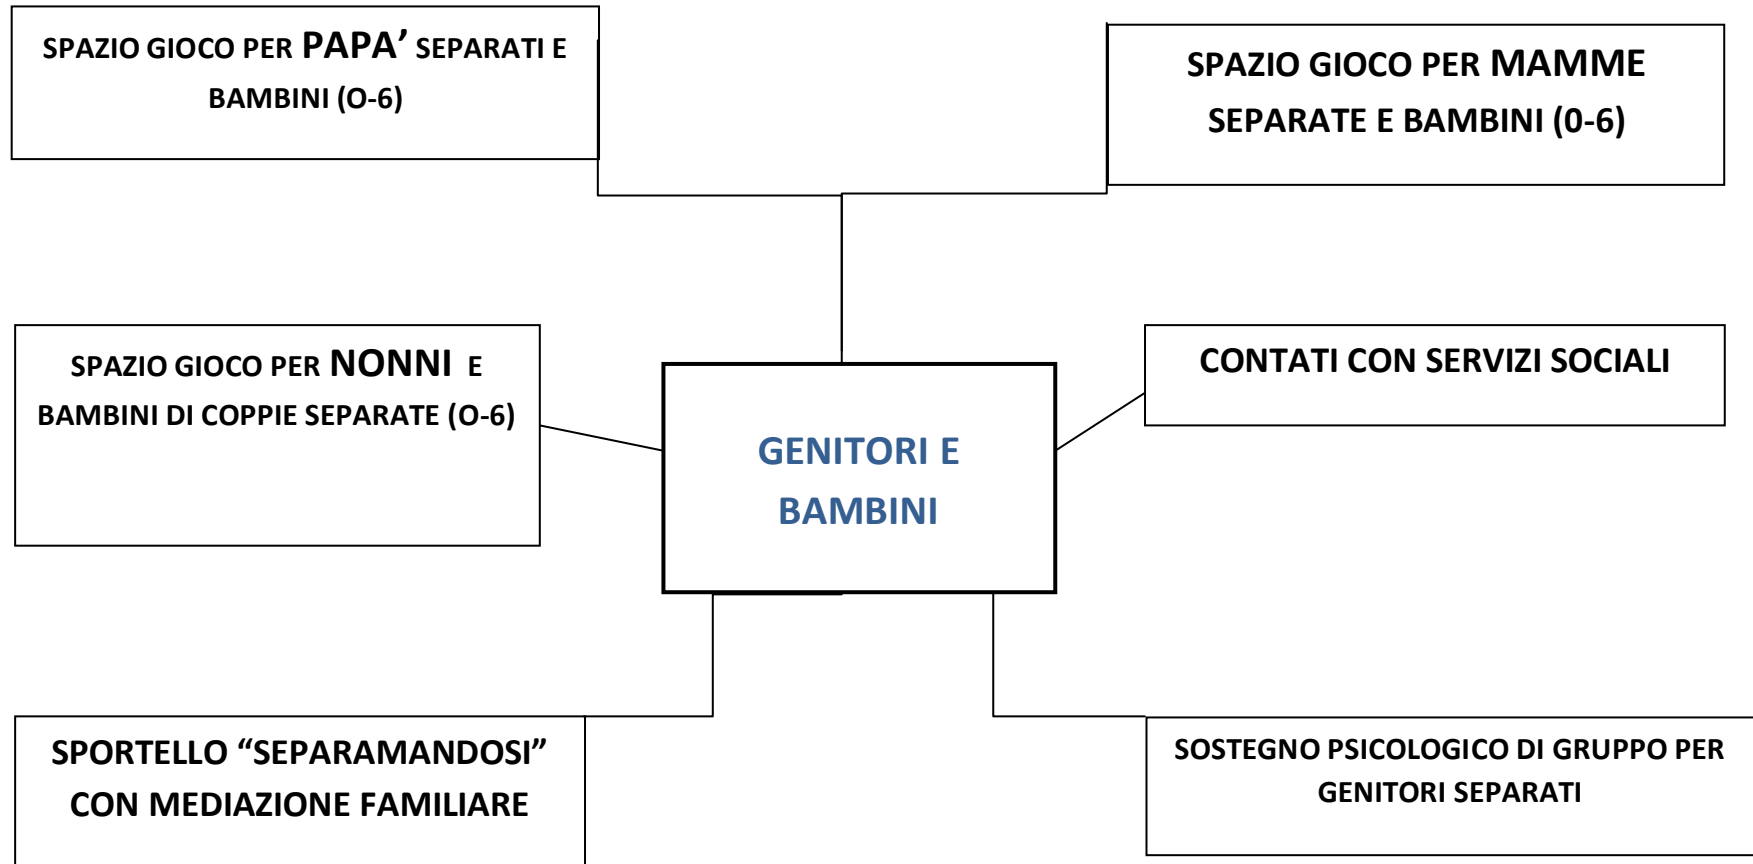 SPAZIO GIOCO PER PAPA’ SEPARATI E
BAMBINI (O-6)
SPAZIO GIOCO PER MAMME
SEPARATE E BAMBINI (0-6)
SPAZIO GIOCO PER NONNI E
BAMBINI DI COPPIE SEPARATE (O-6)
CONTATI CON SERVIZI SOCIALI
GENITORI E
BAMBINI
SPORTELLO “SEPARAMANDOSI”
CON MEDIAZIONE FAMILIARE
SOSTEGNO PSICOLOGICO DI GRUPPO PER
GENITORI SEPARATI